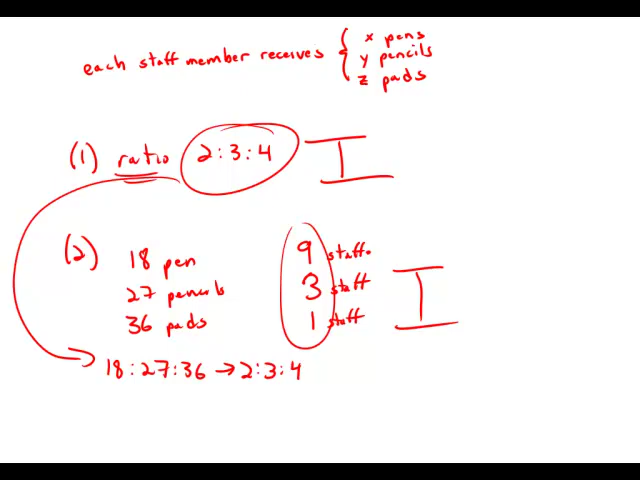 each staff member receives { x pens
y pencils
z pads
(1) ratio 2:3:4 I
(2) 18 pen 9 staff.
27 pencils 3 staff I
36 pads 1 staff
18:27:36 → 2:3:4